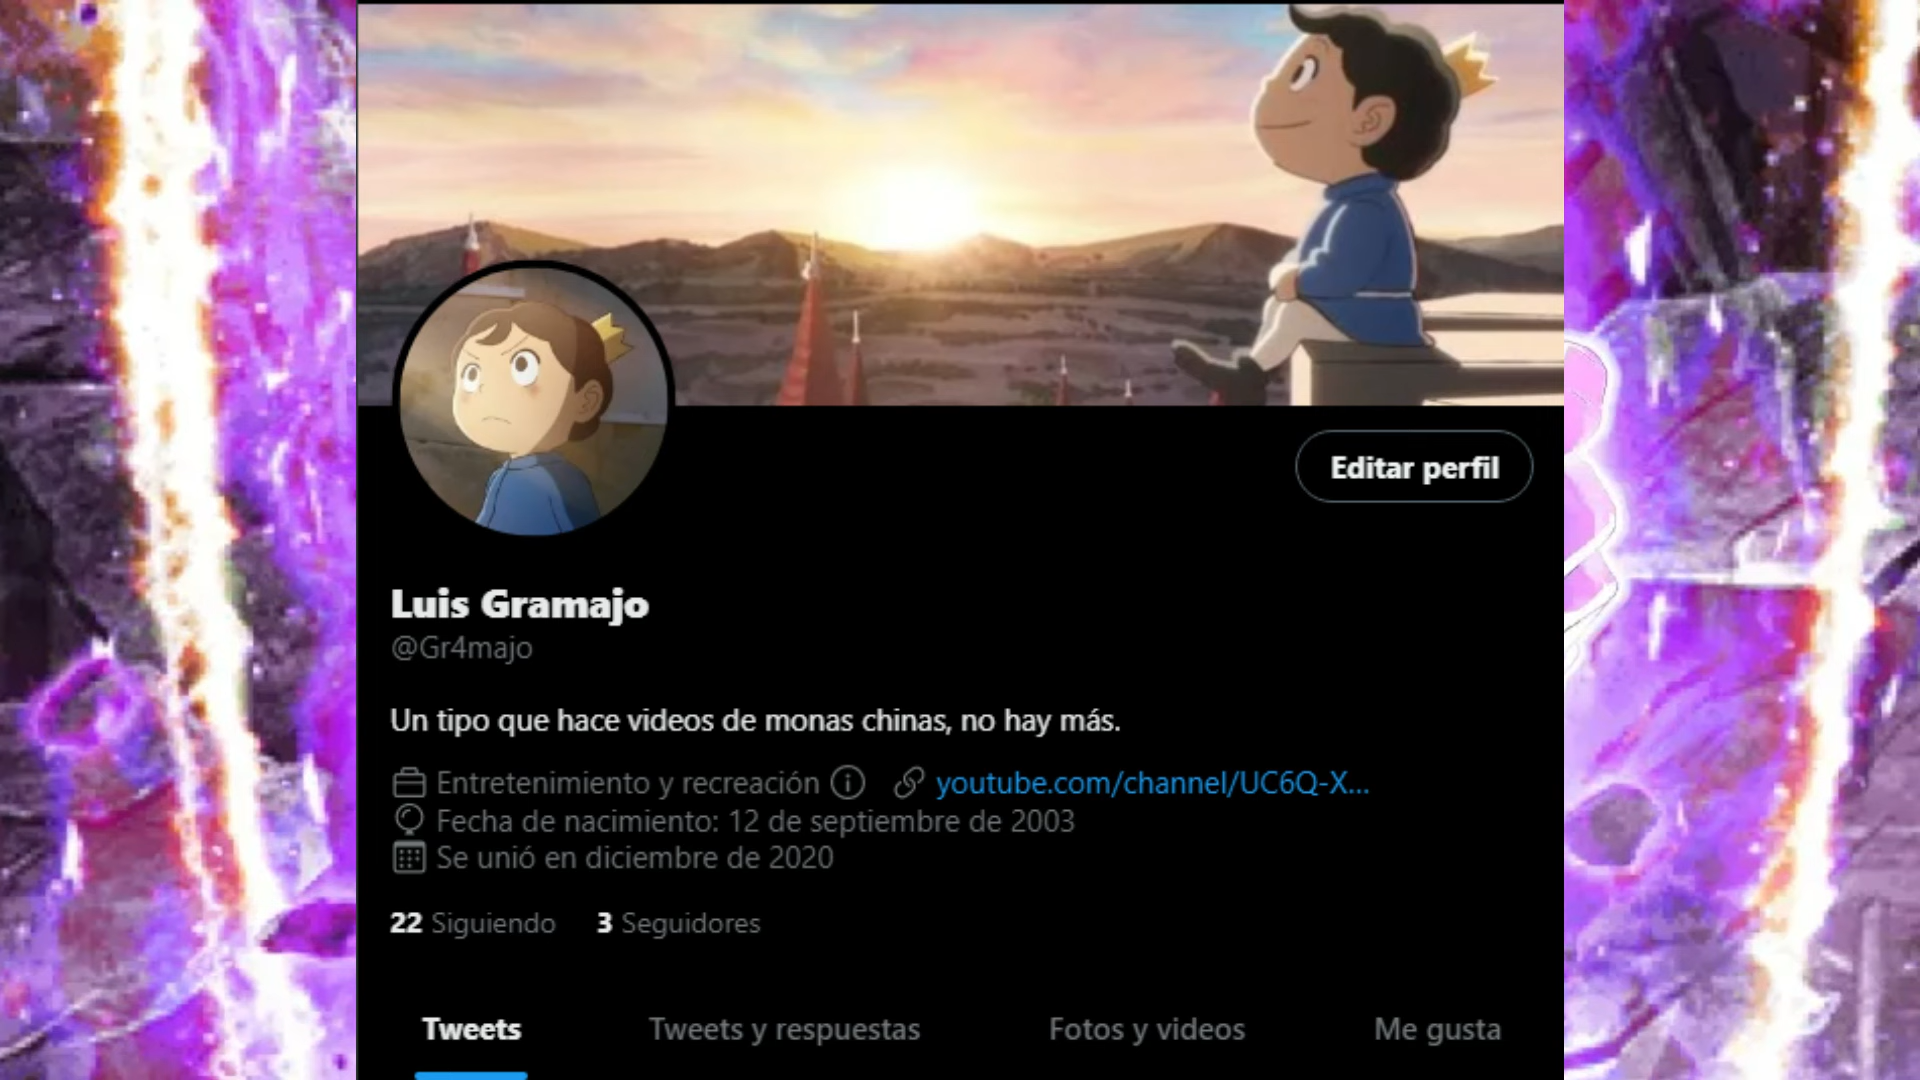 Editar perfil
Luis Gramajo
@Gr4majo
Un tipo que hace videos de monas chinas, no hay más.
Entretenimiento y recreación youtube.com/channel/UC6Q-X...
Fecha de nacimiento: 12 de septiembre de 2003
Se unió en diciembre de 2020
22 Siguiendo 3 Seguidores
Tweets Tweets y respuestas Fotos y videos Me gusta